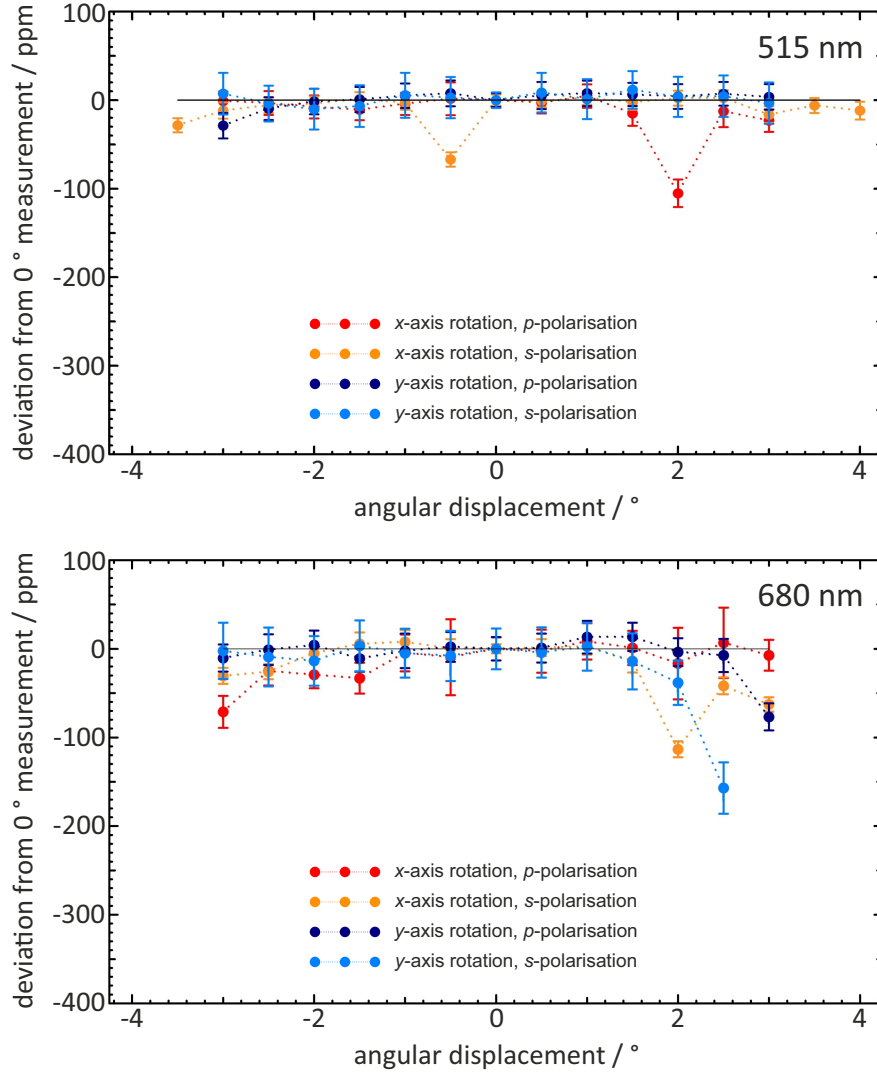 deviation from 0 ° measurement / ppm
100
0
-100
-200
-300
-400
515 nm
x-axis rotation, p-polarisation
x-axis rotation, s-polarisation
y-axis rotation, p-polarisation
y-axis rotation, s-polarisation
-4 -2 0 2 4
angular displacement / °
deviation from 0 ° measurement / ppm
100
0
-100
-200
-300
-400
680 nm
x-axis rotation, p-polarisation
x-axis rotation, s-polarisation
y-axis rotation, p-polarisation
y-axis rotation, s-polarisation
-4 -2 0 2 4
angular displacement / °